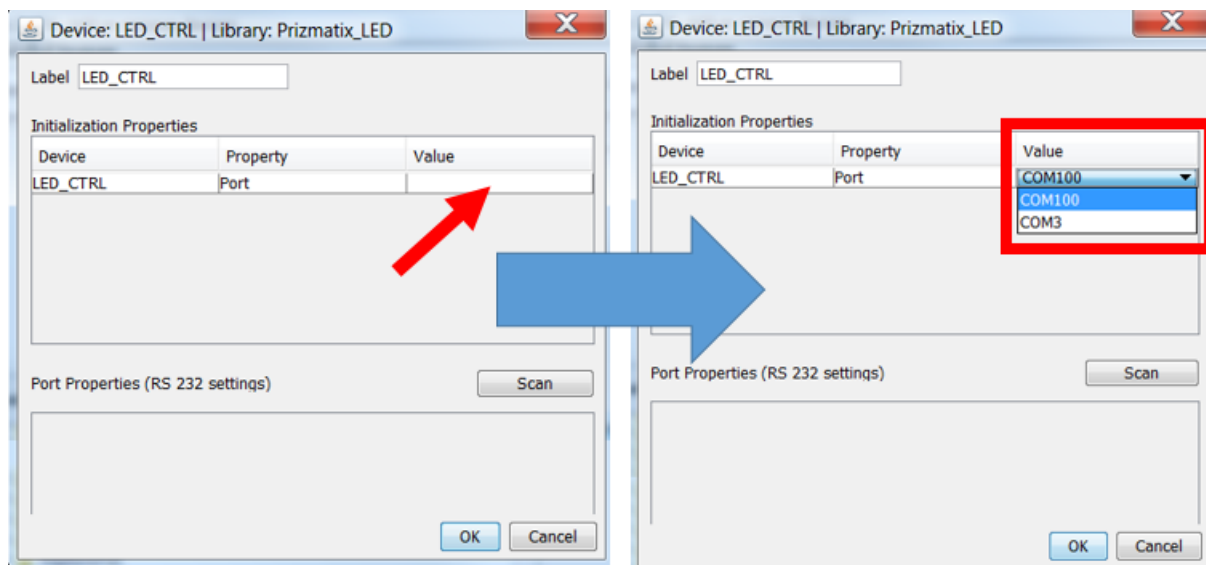 Device: LED_CTRL | Library: Prizmatix_LED
Label LED_CTRL
Initialization Properties
Device Property Value
LED_CTRL Port
Port Properties (RS 232 settings) Scan
OK Cancel
Device: LED_CTRL | Library: Prizmatix_LED
Label LED_CTRL
Initialization Properties
Device Property Value
LED_CTRL Port COM100
COM100
COM3
Port Properties (RS 232 settings) Scan
OK Cancel